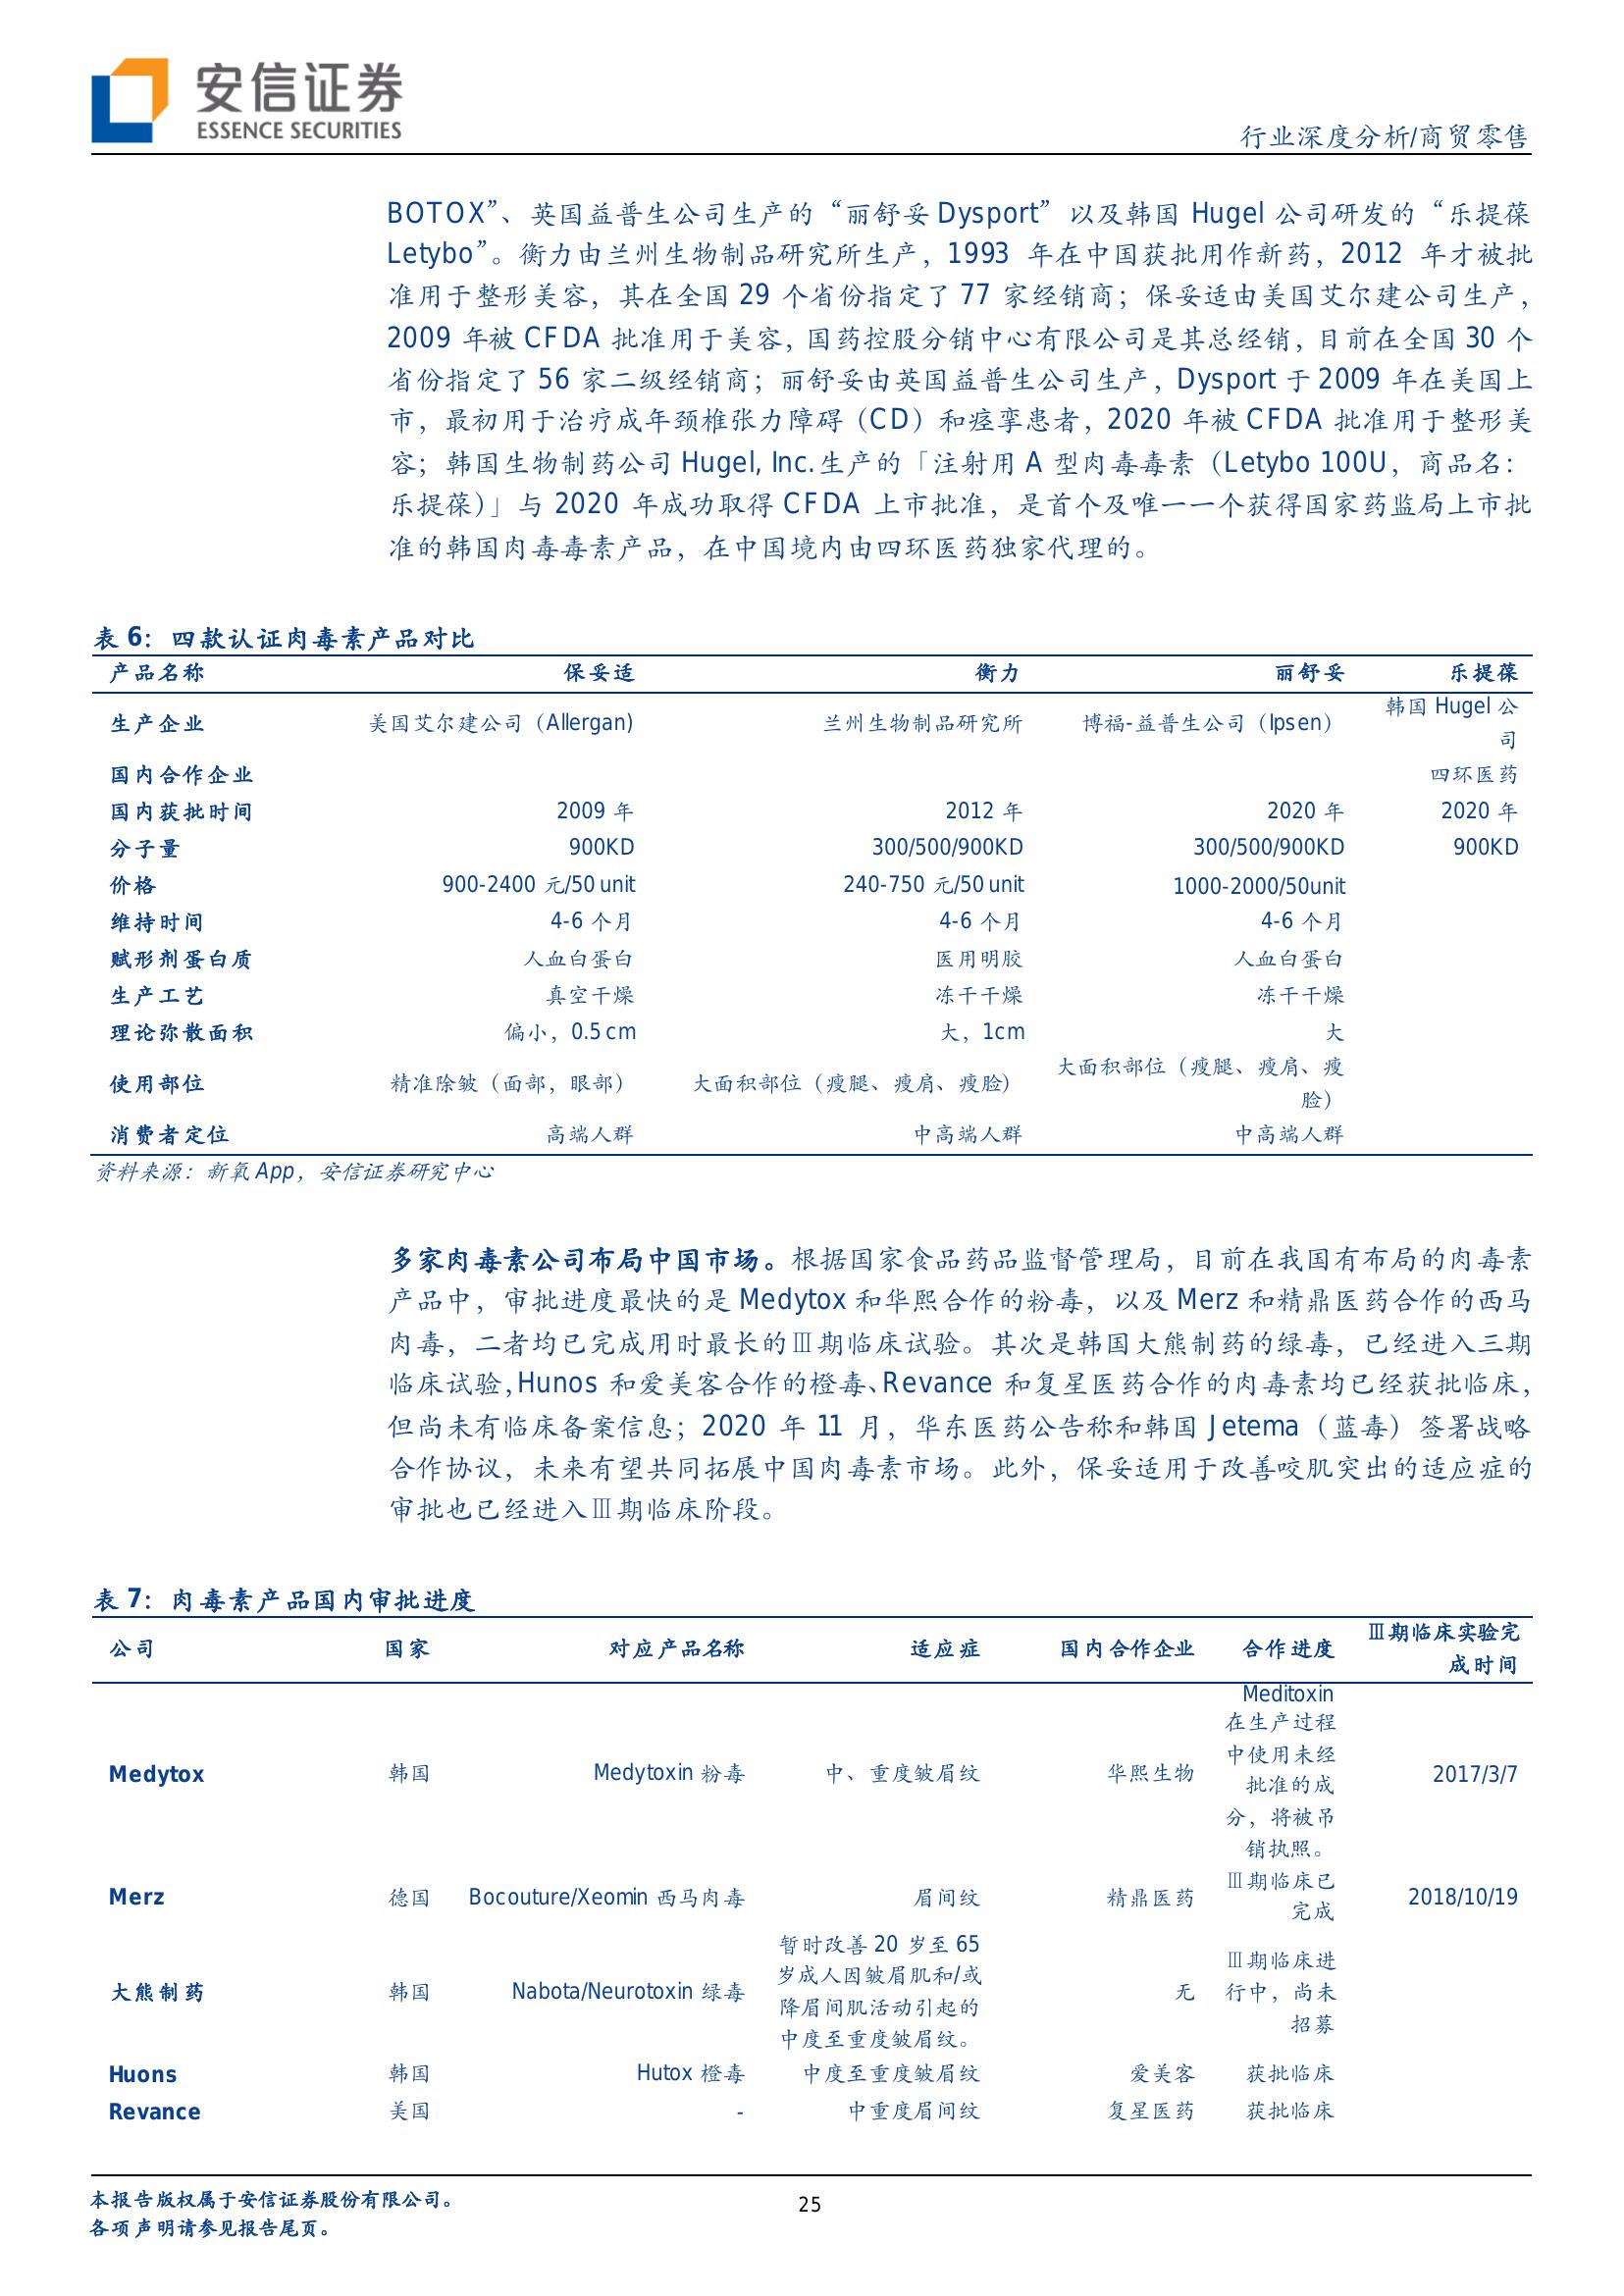 安信证券
ESSENCE SECURITIES
行业深度分析/商贸零售
BOTOX”、英国益普生公司生产的“丽舒妥 Dysport”以及韩国 Hugel 公司研发的“乐提葆
Letybo”。衡力由兰州生物制品研究所生产，1993 年在中国获批用作新药，2012 年才被批
准用于整形美容，其在全国 29 个省份指定了 77 家经销商；保妥适由美国艾尔建公司生产，
2009 年被 CFDA 批准用于美容，国药控股分销中心有限公司是其总经销，目前在全国 30 个
省份指定了 56 家二级经销商；丽舒妥由英国益普生公司生产，Dysport 于 2009 年在美国上
市，最初用于治疗成年颈椎张力障碍（CD）和痉挛患者，2020 年被 CFDA 批准用于整形美
容；韩国生物制药公司 Hugel, Inc.生产的「注射用 A 型肉毒毒素（Letybo 100U，商品名：
乐提葆）」与 2020 年成功取得 CFDA 上市批准，是首个及唯一一个获得国家药监局上市批
准的韩国肉毒毒素产品，在中国境内由四环医药独家代理的。
表 6：四款认证肉毒素产品对比
产品名称 保妥适 衡力 丽舒妥 乐提葆
生产企业 美国艾尔建公司（Allergan) 兰州生物制品研究所 博福-益普生公司（Ipsen） 韩国 Hugel 公
司
国内合作企业 四环医药
国内获批时间 2009 年 2012 年 2020 年 2020 年
分子量 900KD 300/500/900KD 300/500/900KD 900KD
价格 900-2400 元/50 unit 240-750 元/50 unit 1000-2000/50unit
维持时间 4-6 个月 4-6 个月 4-6 个月
赋形剂蛋白质 人血白蛋白 医用明胶 人血白蛋白
生产工艺 真空干燥 冻干干燥 冻干干燥
理论弥散面积 偏小，0.5 cm 大，1cm 大
使用部位 精准除皱（面部，眼部） 大面积部位（瘦腿、瘦肩、瘦脸） 大面积部位（瘦腿、瘦肩、瘦
脸）
消费者定位 高端人群 中高端人群 中高端人群
资料来源：新氧 App，安信证券研究中心
多家肉毒素公司布局中国市场。根据国家食品药品监督管理局，目前在我国有布局的肉毒素
产品中，审批进度最快的是 Medytox 和华熙合作的粉毒，以及 Merz 和精鼎医药合作的西马
肉毒，二者均已完成用时最长的Ⅲ期临床试验。其次是韩国大熊制药的绿毒，已经进入三期
临床试验，Hunos 和爱美客合作的橙毒、Revance 和复星医药合作的肉毒素均已经获批临床，
但尚未有临床备案信息；2020 年 11 月，华东医药公告称和韩国 Jetema（蓝毒）签署战略
合作协议，未来有望共同拓展中国肉毒素市场。此外，保妥适用于改善咬肌突出的适应症的
审批也已经进入Ⅲ期临床阶段。
表 7：肉毒素产品国内审批进度
公司 国家 对应产品名称 适应症 国内合作企业 合作进度 Ⅲ期临床实验完
成时间
Medytox 韩国 Medytoxin 粉毒 中、重度皱眉纹 华熙生物 Meditoxin
在生产过程
中使用未经
批准的成
分，将被吊
销执照。 2017/3/7
Merz 德国 Bocouture/Xeomin 西马肉毒 眉间纹 精鼎医药 Ⅲ期临床已
完成 2018/10/19
大熊制药 韩国 Nabota/Neurotoxin 绿毒 暂时改善 20 岁至 65
岁成人因皱眉肌和/或
降眉间肌活动引起的
中度至重度皱眉纹。 无 Ⅲ期临床进
行中，尚未
招募
Huons 韩国 Hutox 橙毒 中度至重度皱眉纹 爱美客 获批临床
Revance 美国 - 中重度眉间纹 复星医药 获批临床
本报告版权属于安信证券股份有限公司。
各项声明请参见报告尾页。
25